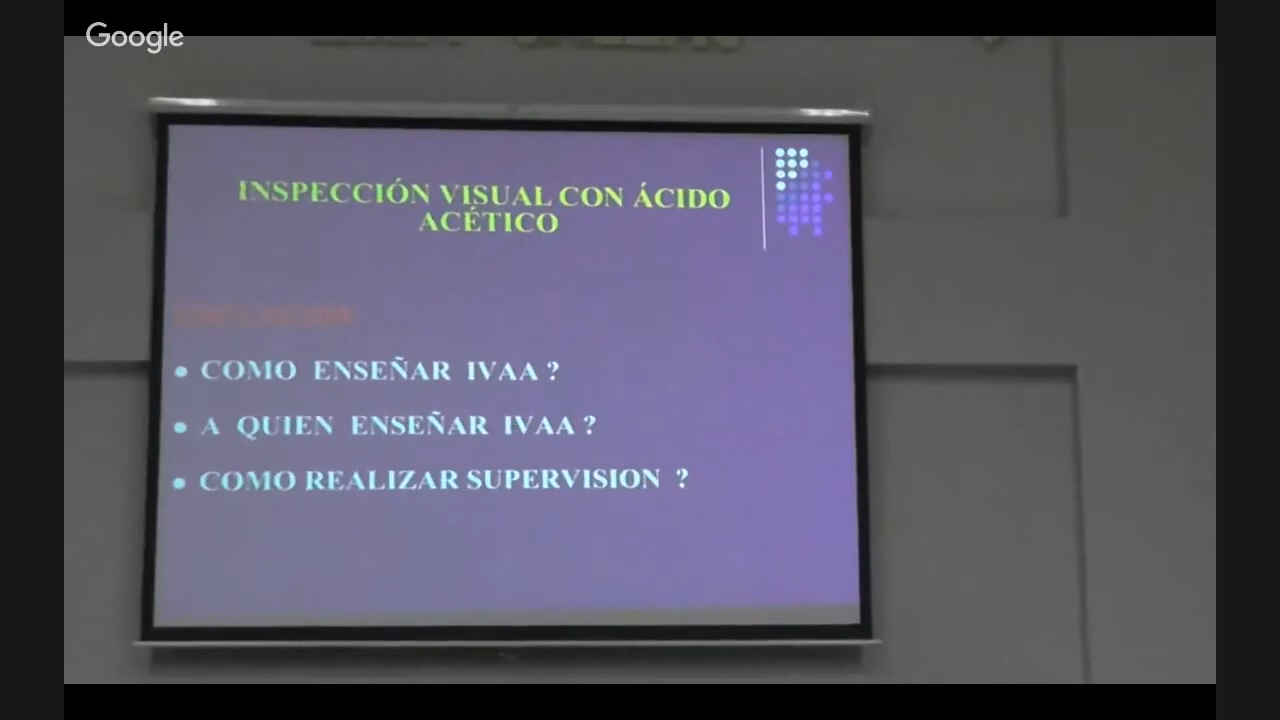 Google
INSPECCIÓN VISUAL CON ÁCIDO
ACÉTICO
• COMO ENSEÑAR IVAA ?
• A QUIEN ENSEÑAR IVAA ?
• COMO REALIZAR SUPERVISION ?